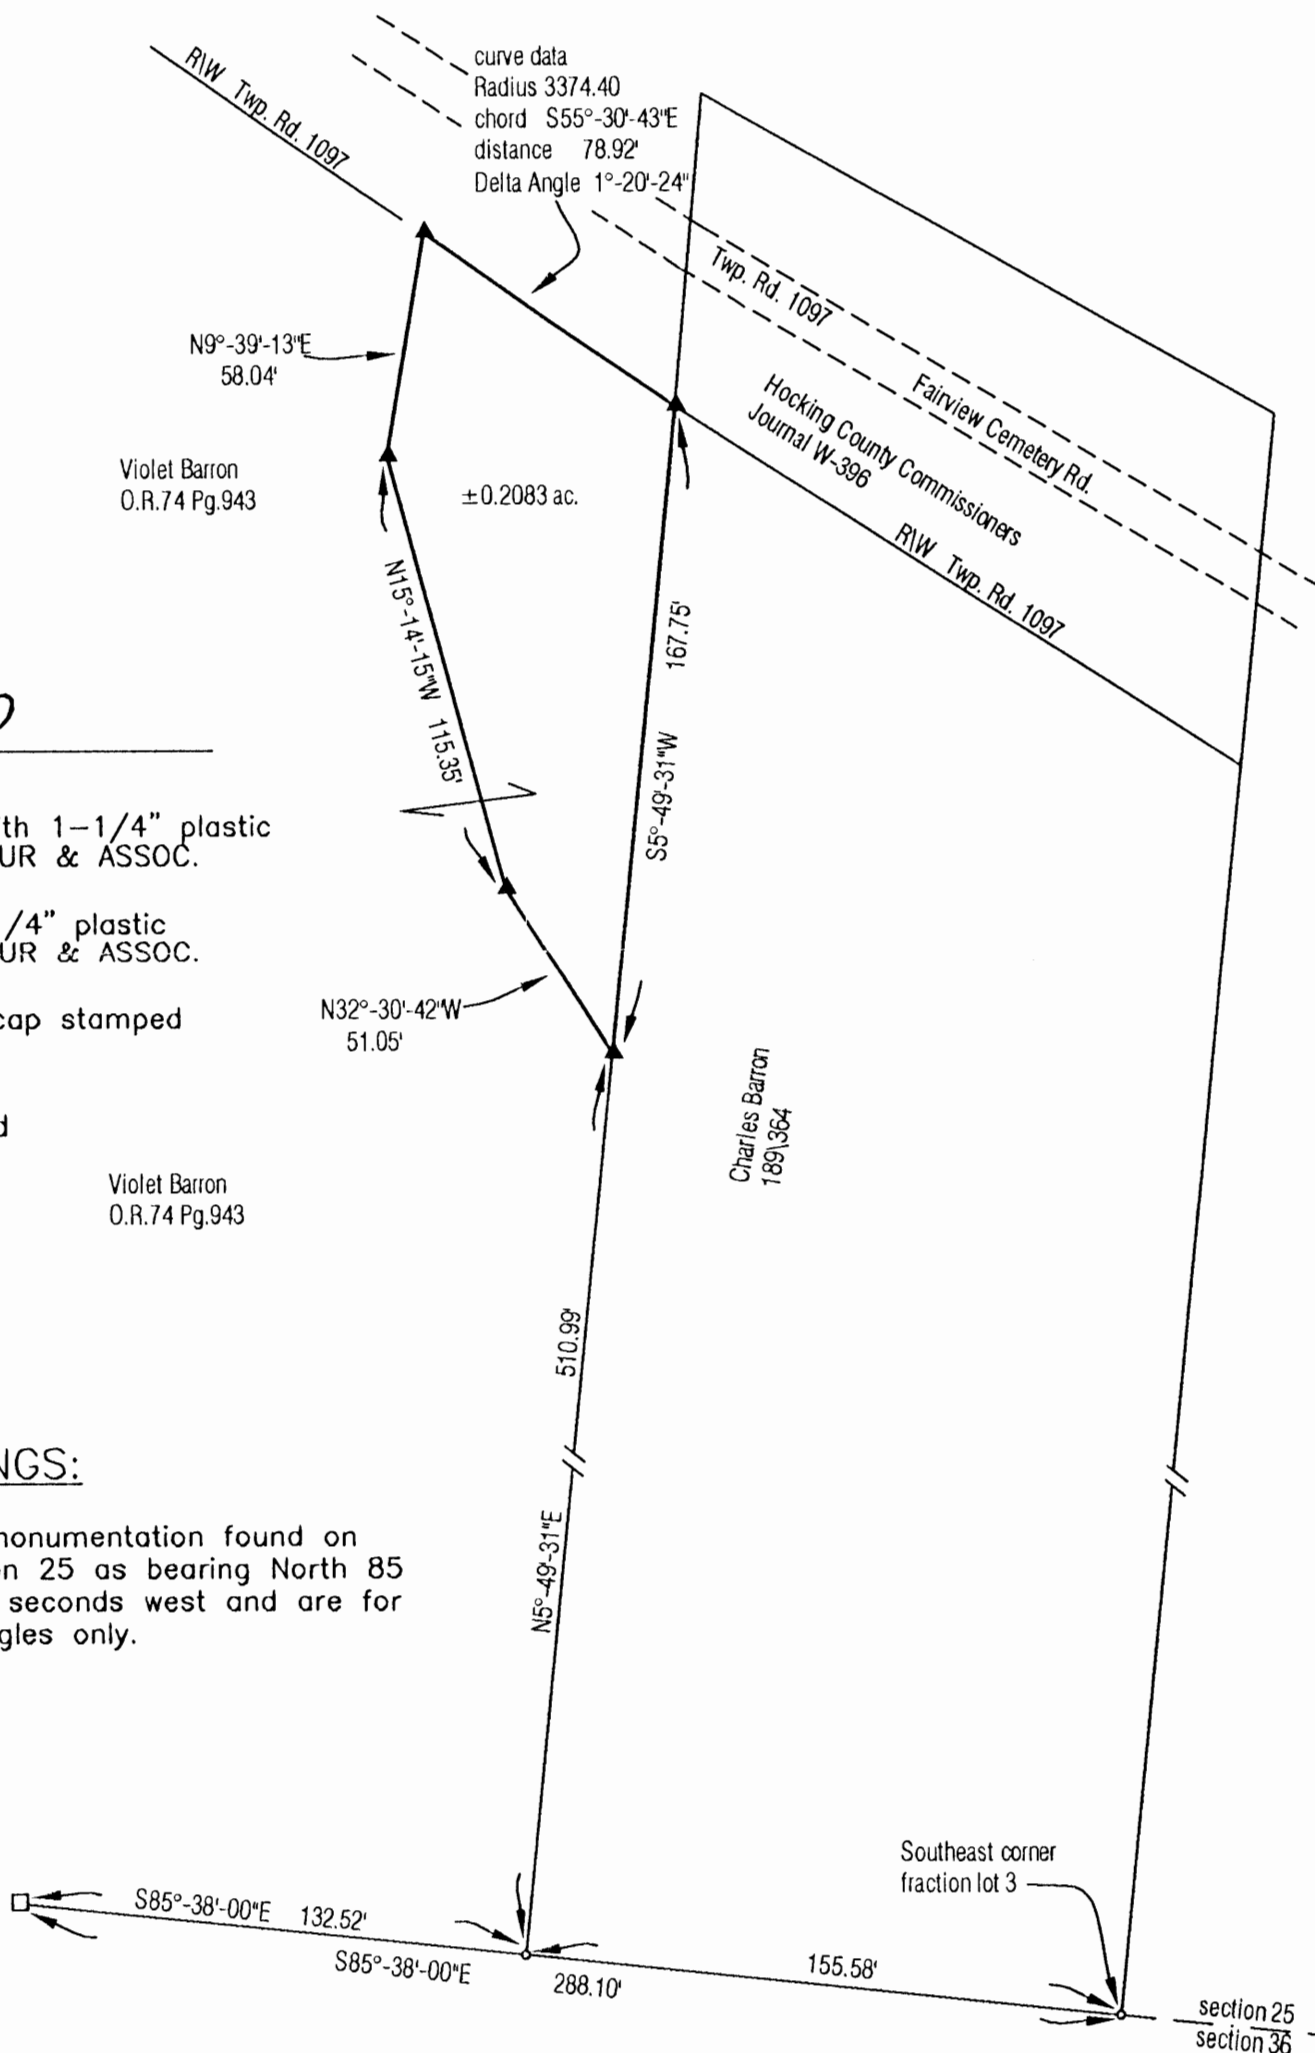 R\W Twp. Rd. 1097
curve data
Radius 3374.40
chord S55°-30'-43"E
distance 78.92'
Delta Angle 1°-20'-24"
Twp. Rd. 1097
Fairview Cemetery Rd.
Hocking County Commissioners
Journal W-396
R\W Twp. Rd. 1097
N9°-39'-13"E
58.04'
Violet Barron
O.R.74 Pg.943
±0.2083 ac.
N15°-14'-15"W 115.35'
S5°-49'-31"W 167.75'
th 1-1/4" plastic
UR & ASSOC.
/4" plastic
UR & ASSOC.
cap stamped
d
N32°-30'-42"W
51.05'
Charles Barron
189\364
Violet Barron
O.R.74 Pg.943
510.99'
N5°-49'-31"E
NGS:
monumentation found on
n 25 as bearing North 85
seconds west and are for
gles only.
Southeast corner
fraction lot 3
S85°-38'-00"E 132.52'
S85°-38'-00"E 288.10'
155.58'
section 25
section 36